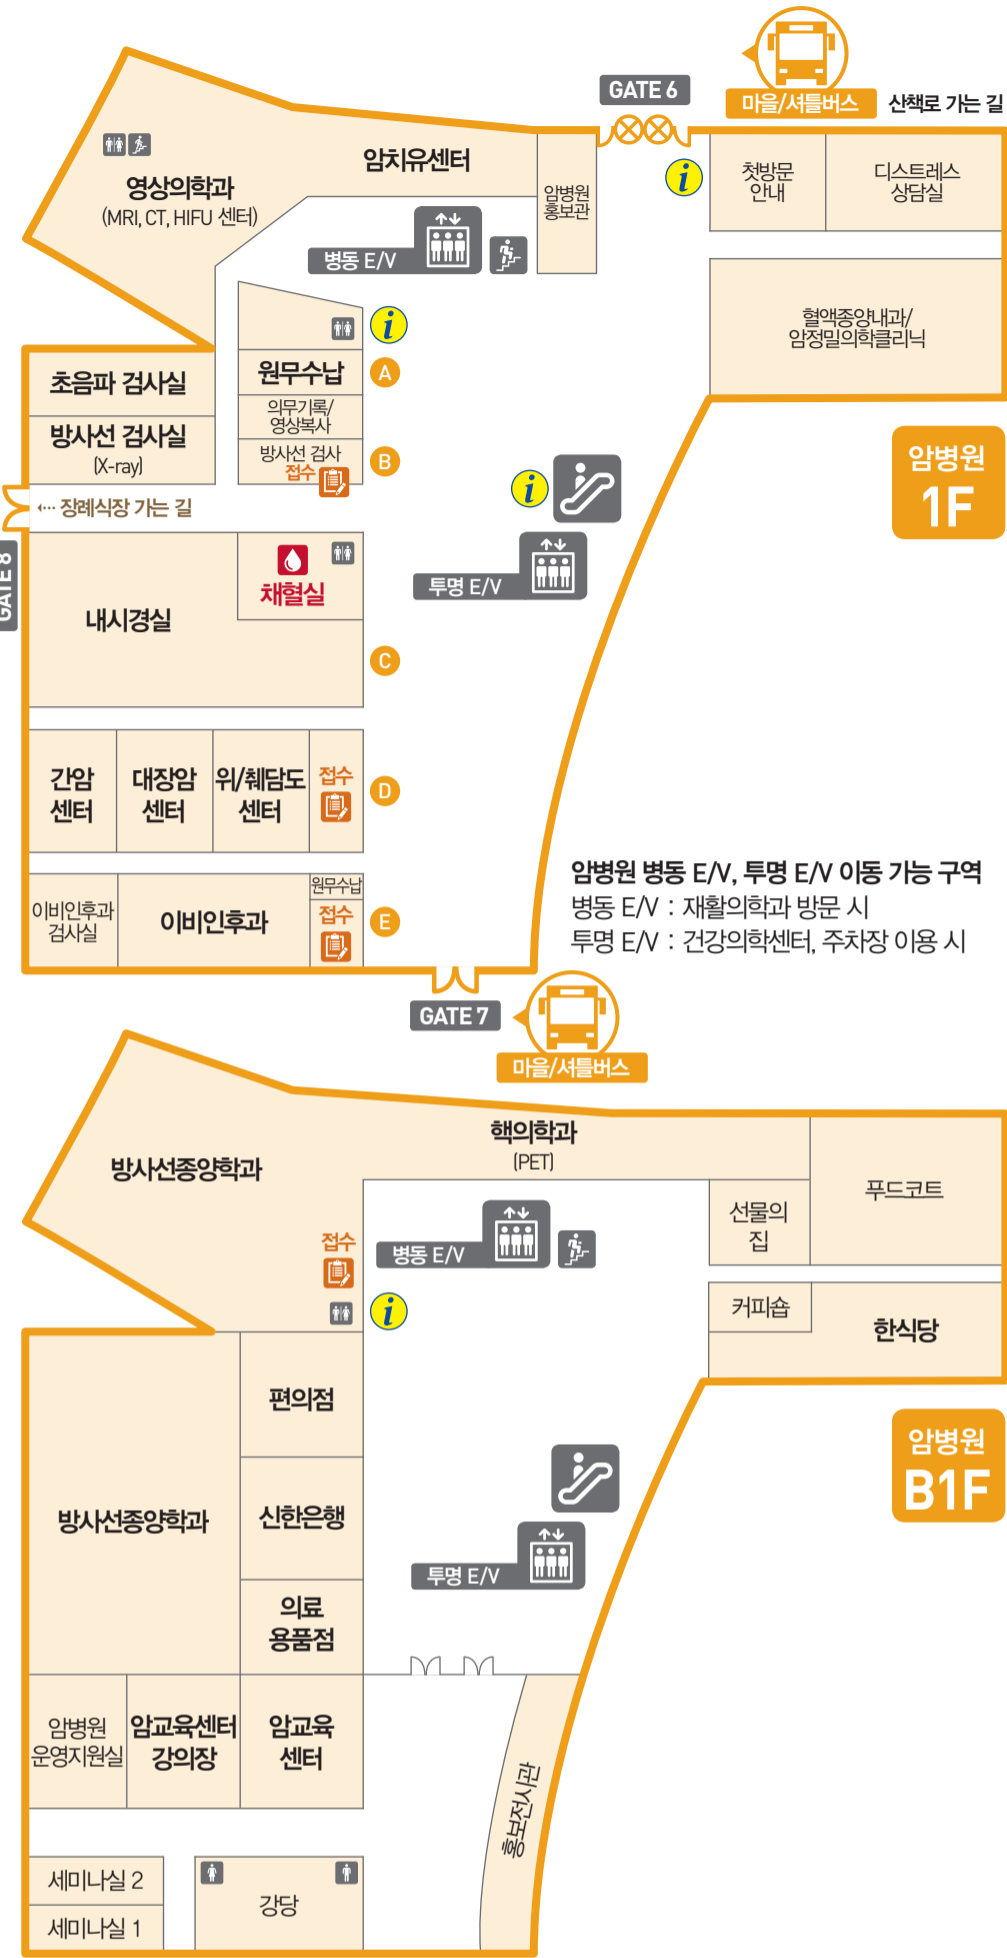 GATE 6
마을/셔틀버스
산책로 가는 길
영상의학과
(MRI, CT, HIFU 센터)
암치유센터
암병원
홍보관
i
첫방문
안내
디스트레스
상담실
병동 E/V
혈액종양내과/
암정밀의학클리닉
i
원무수납
A
의무기록/
영상복사
방사선 검사
접수
B
초음파 검사실
방사선 검사실
(X-ray)
장례식장 가는 길
GATE 8
암병원
1F
i
투명 E/V
내시경실
채혈실
C
간암
센터
대장암
센터
위/췌담도
센터
접수
D
이비인후과
검사실
이비인후과
원무수납
접수
E
암병원 병동 E/V, 투명 E/V 이동 가능 구역
병동 E/V : 재활의학과 방문 시
투명 E/V : 건강의학센터, 주차장 이용 시
GATE 7
마을/셔틀버스
방사선종양학과
핵의학과
(PET)
접수
병동 E/V
i
선물의
집
푸드코트
커피숍
한식당
암병원
B1F
방사선종양학과
편의점
신한은행
의료
용품점
투명 E/V
암병원
운영지원실
암교육센터
강의장
암교육
센터
홍보전시관
세미나실 2
세미나실 1
강당